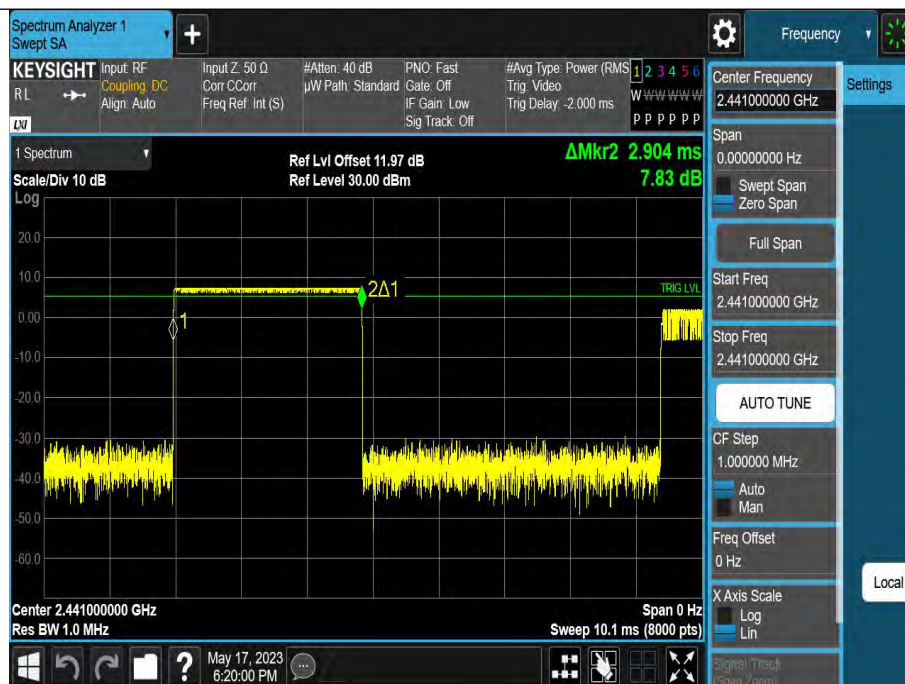 Spectrum Analyzer 1
Swept SA
+
Frequency
KEYSIGHT
RL
LXI
Input: RF
Coupling: DC
Align: Auto
Input Z: 50 Ω
Corr CCorr
Freq Ref: Int (S)
#Atten: 40 dB
µW Path: Standard
PNO: Fast
Gate: Off
IF Gain: Low
Sig Track: Off
#Avg Type: Power (RMS
Trig: Video
Trig Delay: -2.000 ms
1 2 3 4 5 6
W W W W W W
P P P P P P
Center Frequency
2.441000000 GHz
Settings
1 Spectrum
Ref Lvl Offset 11.97 dB
ΔMkr2 2.904 ms
Scale/Div 10 dB
Ref Level 30.00 dBm
7.83 dB
Log
20.0
10.0
0.00
-10.0
-20.0
-30.0
-40.0
-50.0
-60.0
2Δ1
1
TRIG LVL
Span
0.00000000 Hz
Swept Span
Zero Span
Full Span
Start Freq
2.441000000 GHz
Stop Freq
2.441000000 GHz
AUTO TUNE
CF Step
1.000000 MHz
Auto
Man
Freq Offset
0 Hz
X Axis Scale
Log
Lin
Signal Track
(Span Zoom)
Local
Center 2.441000000 GHz
Span 0 Hz
Res BW 1.0 MHz
Sweep 10.1 ms (8000 pts)
?
May 17, 2023
6:20:00 PM